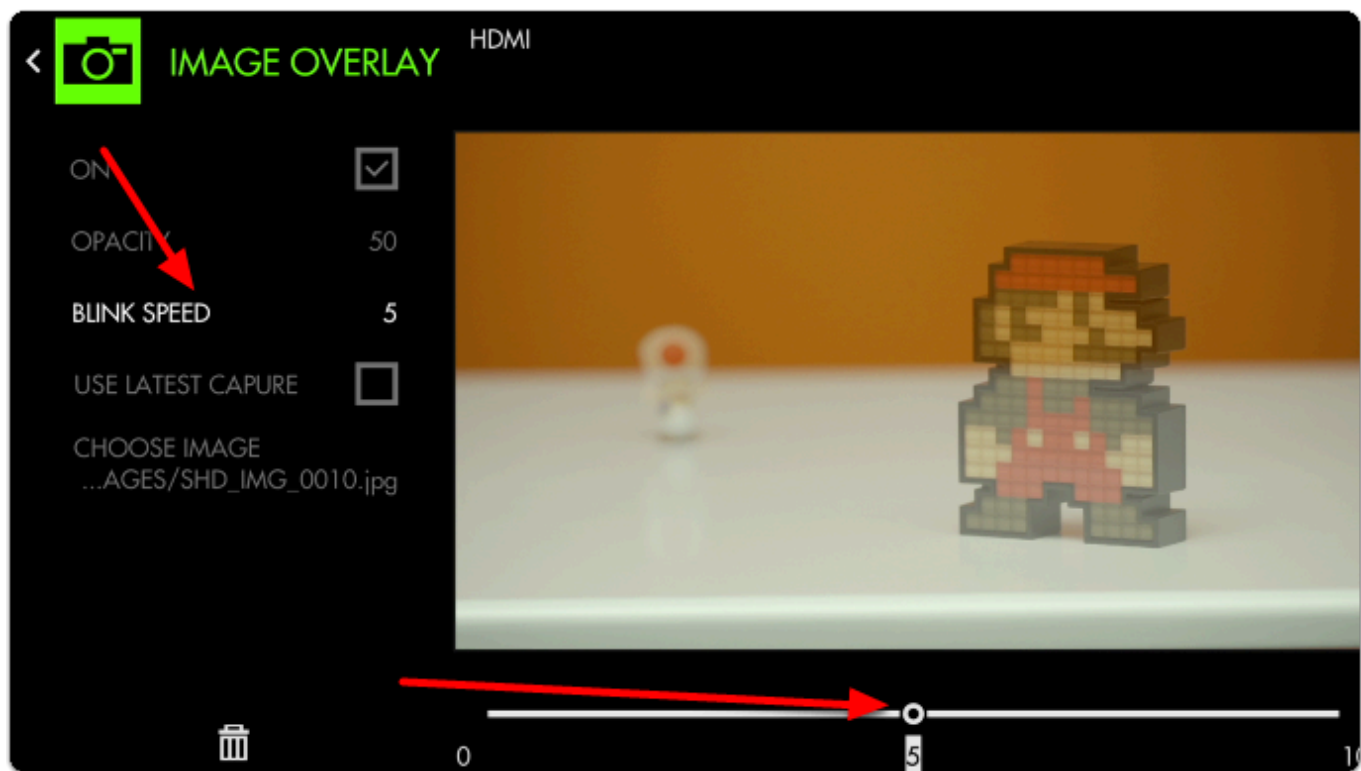 IMAGE OVERLAY
HDMI
ON
OPACITY 50
BLINK SPEED 5
USE LATEST CAPURE
CHOOSE IMAGE
...AGES/SHD_IMG_0010.jpg
0 5 10